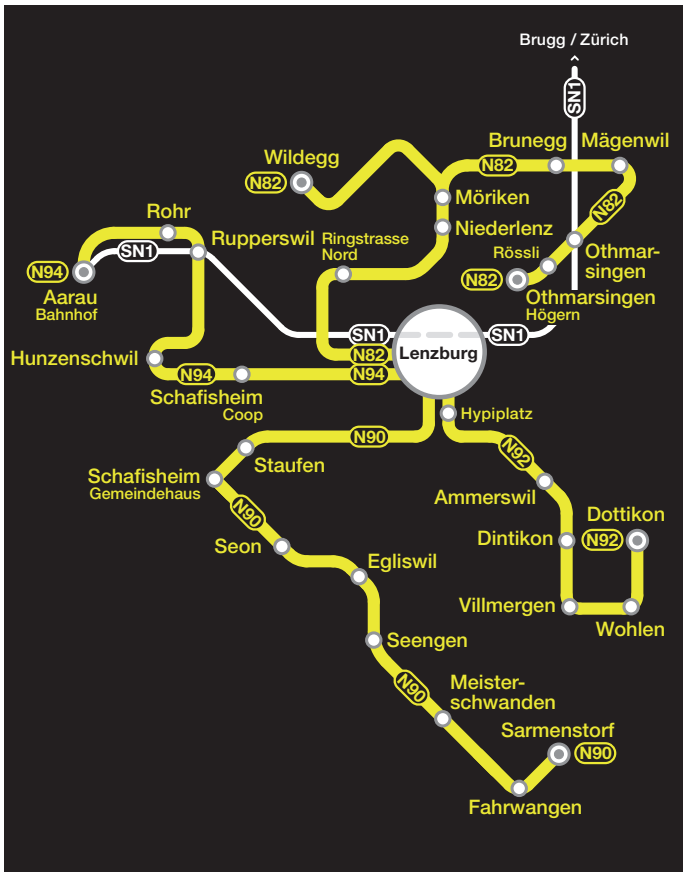 Brugg / Zürich
SN1
Brunegg
Mägenwil
Wildegg
N82
N82
N82
Möriken
Rohr
Niederlenz
Rupperswil
Ringstrasse
Nord
SN1
Rössli
Othmar-
singen
N94
N82
Aarau
Bahnhof
Othmarsingen
Högern
SN1
SN1
Hunzenschwil
N82
Lenzburg
N94
N94
Schafisheim
Coop
Hypiplatz
N90
N92
Staufen
Schafisheim
Gemeindehaus
Ammerswil
N90
Dottikon
Seon
Dintikon
N92
Egliswil
Villmergen
Wohlen
Seengen
N90
Meister-
schwanden
Sarmenstorf
N90
Fahrwangen